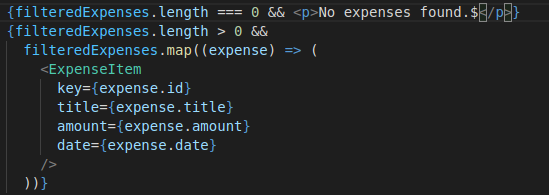 {filteredExpenses.length === 0 && <p>No expenses found.$</p>}
{filteredExpenses.length > 0 &&
filteredExpenses.map((expense) => (
<ExpenseItem
key={expense.id}
title={expense.title}
amount={expense.amount}
date={expense.date}
/>
))}